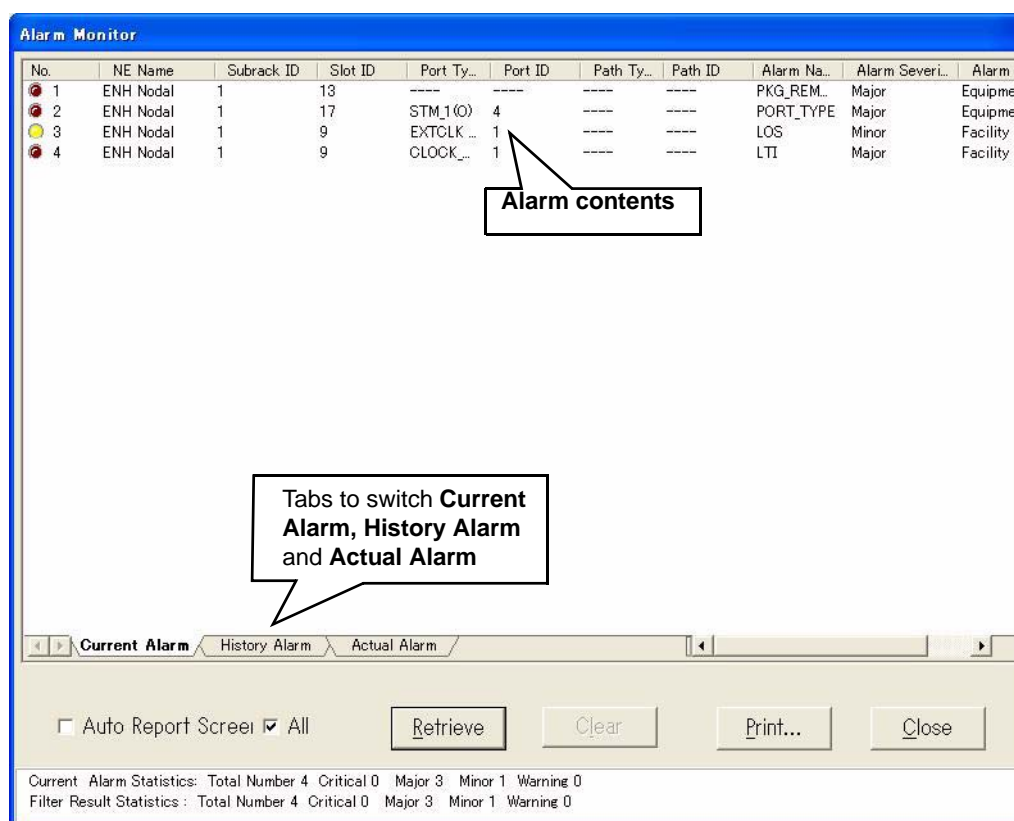 Alarm Monitor
No. NE Name Subrack ID Slot ID Port Ty... Port ID Path Ty... Path ID Alarm Na... Alarm Severi... Alarm
1 ENH Nodal 1 13 ---- ---- ---- ---- PKG_REM... Major Equipme
2 ENH Nodal 1 17 STM_1(O) 4 ---- ---- PORT_TYPE Major Equipme
3 ENH Nodal 1 9 EXTCLK ... 1 ---- ---- LOS Minor Facility
4 ENH Nodal 1 9 CLOCK_... 1 ---- ---- LTI Major Facility
Alarm contents
Tabs to switch Current
Alarm, History Alarm
and Actual Alarm
Current Alarm History Alarm Actual Alarm
Auto Report Screer All Retrieve Clear Print... Close
Current Alarm Statistics: Total Number 4 Critical 0 Major 3 Minor 1 Warning 0
Filter Result Statistics : Total Number 4 Critical 0 Major 3 Minor 1 Warning 0